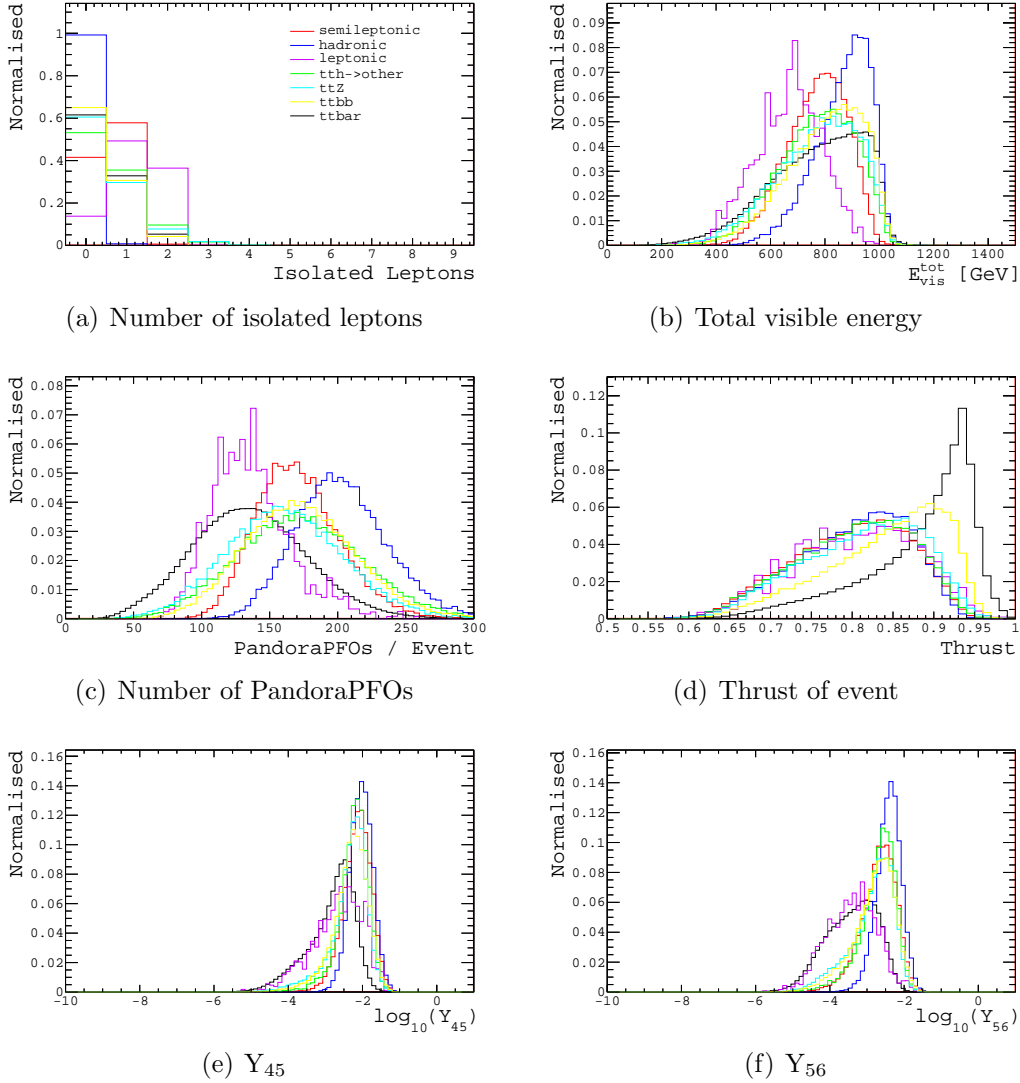 Normalised
1
0.8
0.6
0.4
0.2
0
semileptonic
hadronic
leptonic
tth->other
ttZ
ttbb
ttbar
0 1 2 3 4 5 6 7 8 9
Isolated Leptons
(a) Number of isolated leptons
Normalised
0.09
0.08
0.07
0.06
0.05
0.04
0.03
0.02
0.01
0
0 200 400 600 800 1000 1200 1400
E_vis^tot [GeV]
(b) Total visible energy
Normalised
0.08
0.07
0.06
0.05
0.04
0.03
0.02
0.01
0
0 50 100 150 200 250 300
PandoraPFOs / Event
(c) Number of PandoraPFOs
Normalised
0.12
0.1
0.08
0.06
0.04
0.02
0
0.5 0.55 0.6 0.65 0.7 0.75 0.8 0.85 0.9 0.95 1
Thrust
(d) Thrust of event
Normalised
0.16
0.14
0.12
0.1
0.08
0.06
0.04
0.02
0
-10 -8 -6 -4 -2 0
log10(Y45)
(e) Y45
Normalised
0.16
0.14
0.12
0.1
0.08
0.06
0.04
0.02
0
-10 -8 -6 -4 -2 0
log10(Y56)
(f) Y56